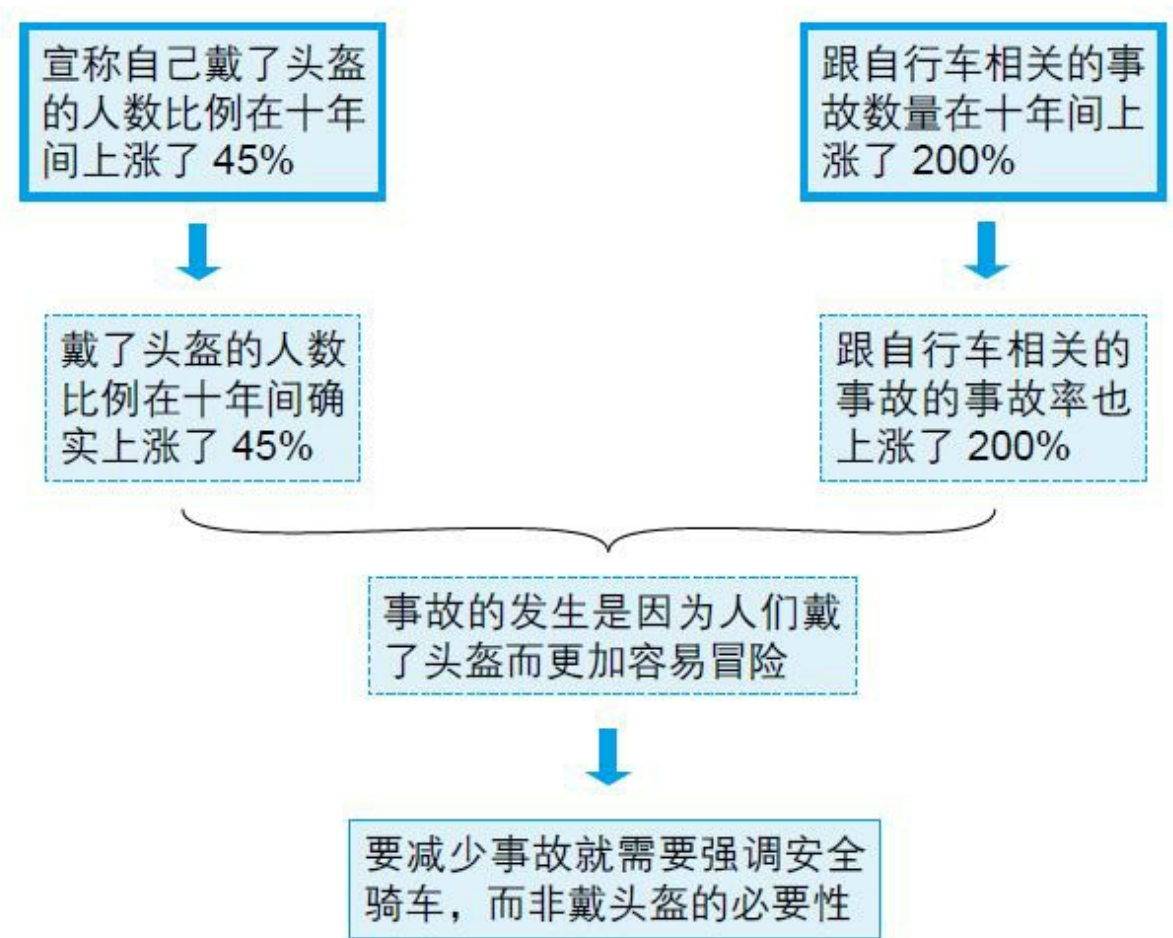 宣称自己戴了头盔
的人数比例在十年
间上涨了 45%
跟自行车相关的事
故数量在十年间上
涨了 200%
戴了头盔的人数
比例在十年间确
实上涨了 45%
跟自行车相关的
事故的事故率也
上涨了 200%
事故的发生是因为人们戴
了头盔而更加容易冒险
要减少事故就需要强调安全
骑车，而非戴头盔的必要性